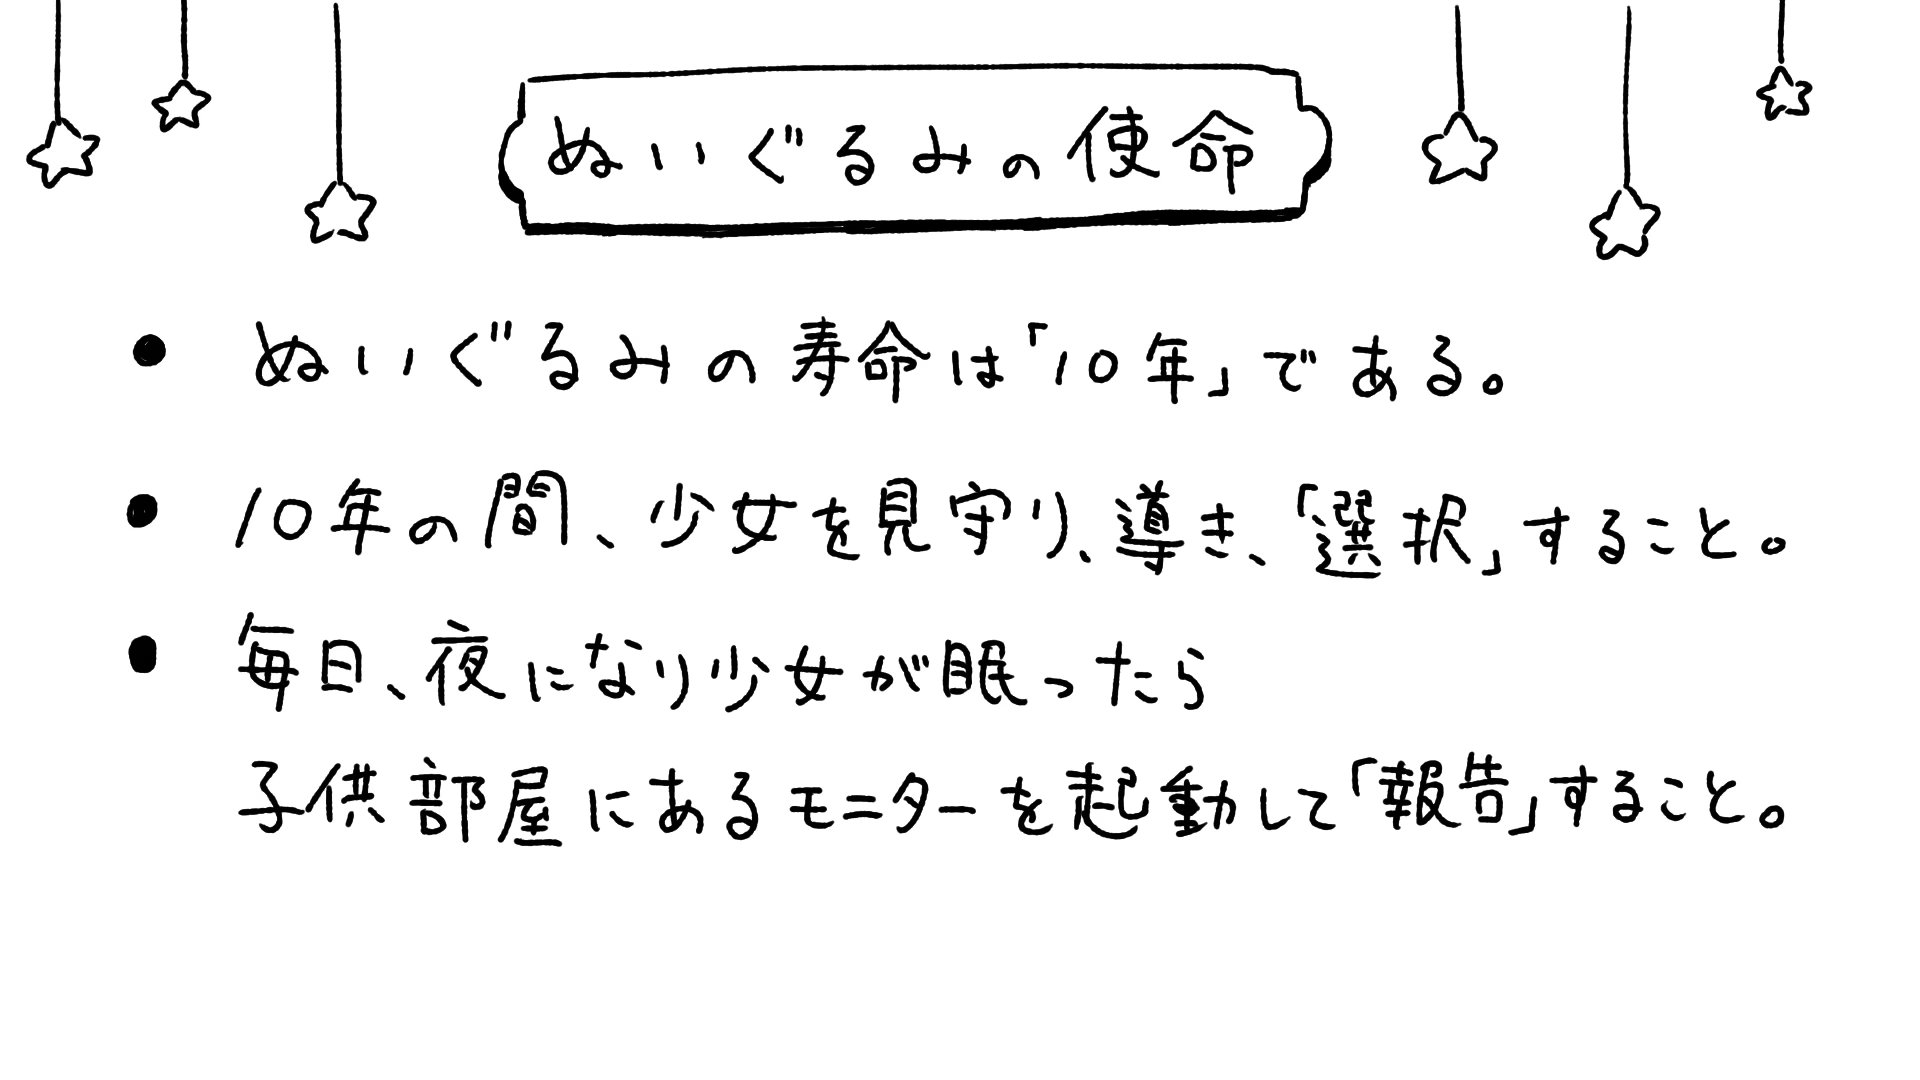 ぬいぐるみの使命
● ぬいぐるみの寿命は「10年」である。
● 10年の間、少女を見守り、導き、「選択」すること。
● 毎日、夜になり少女が眠ったら
子供部屋にあるモニターを起動して「報告」すること。